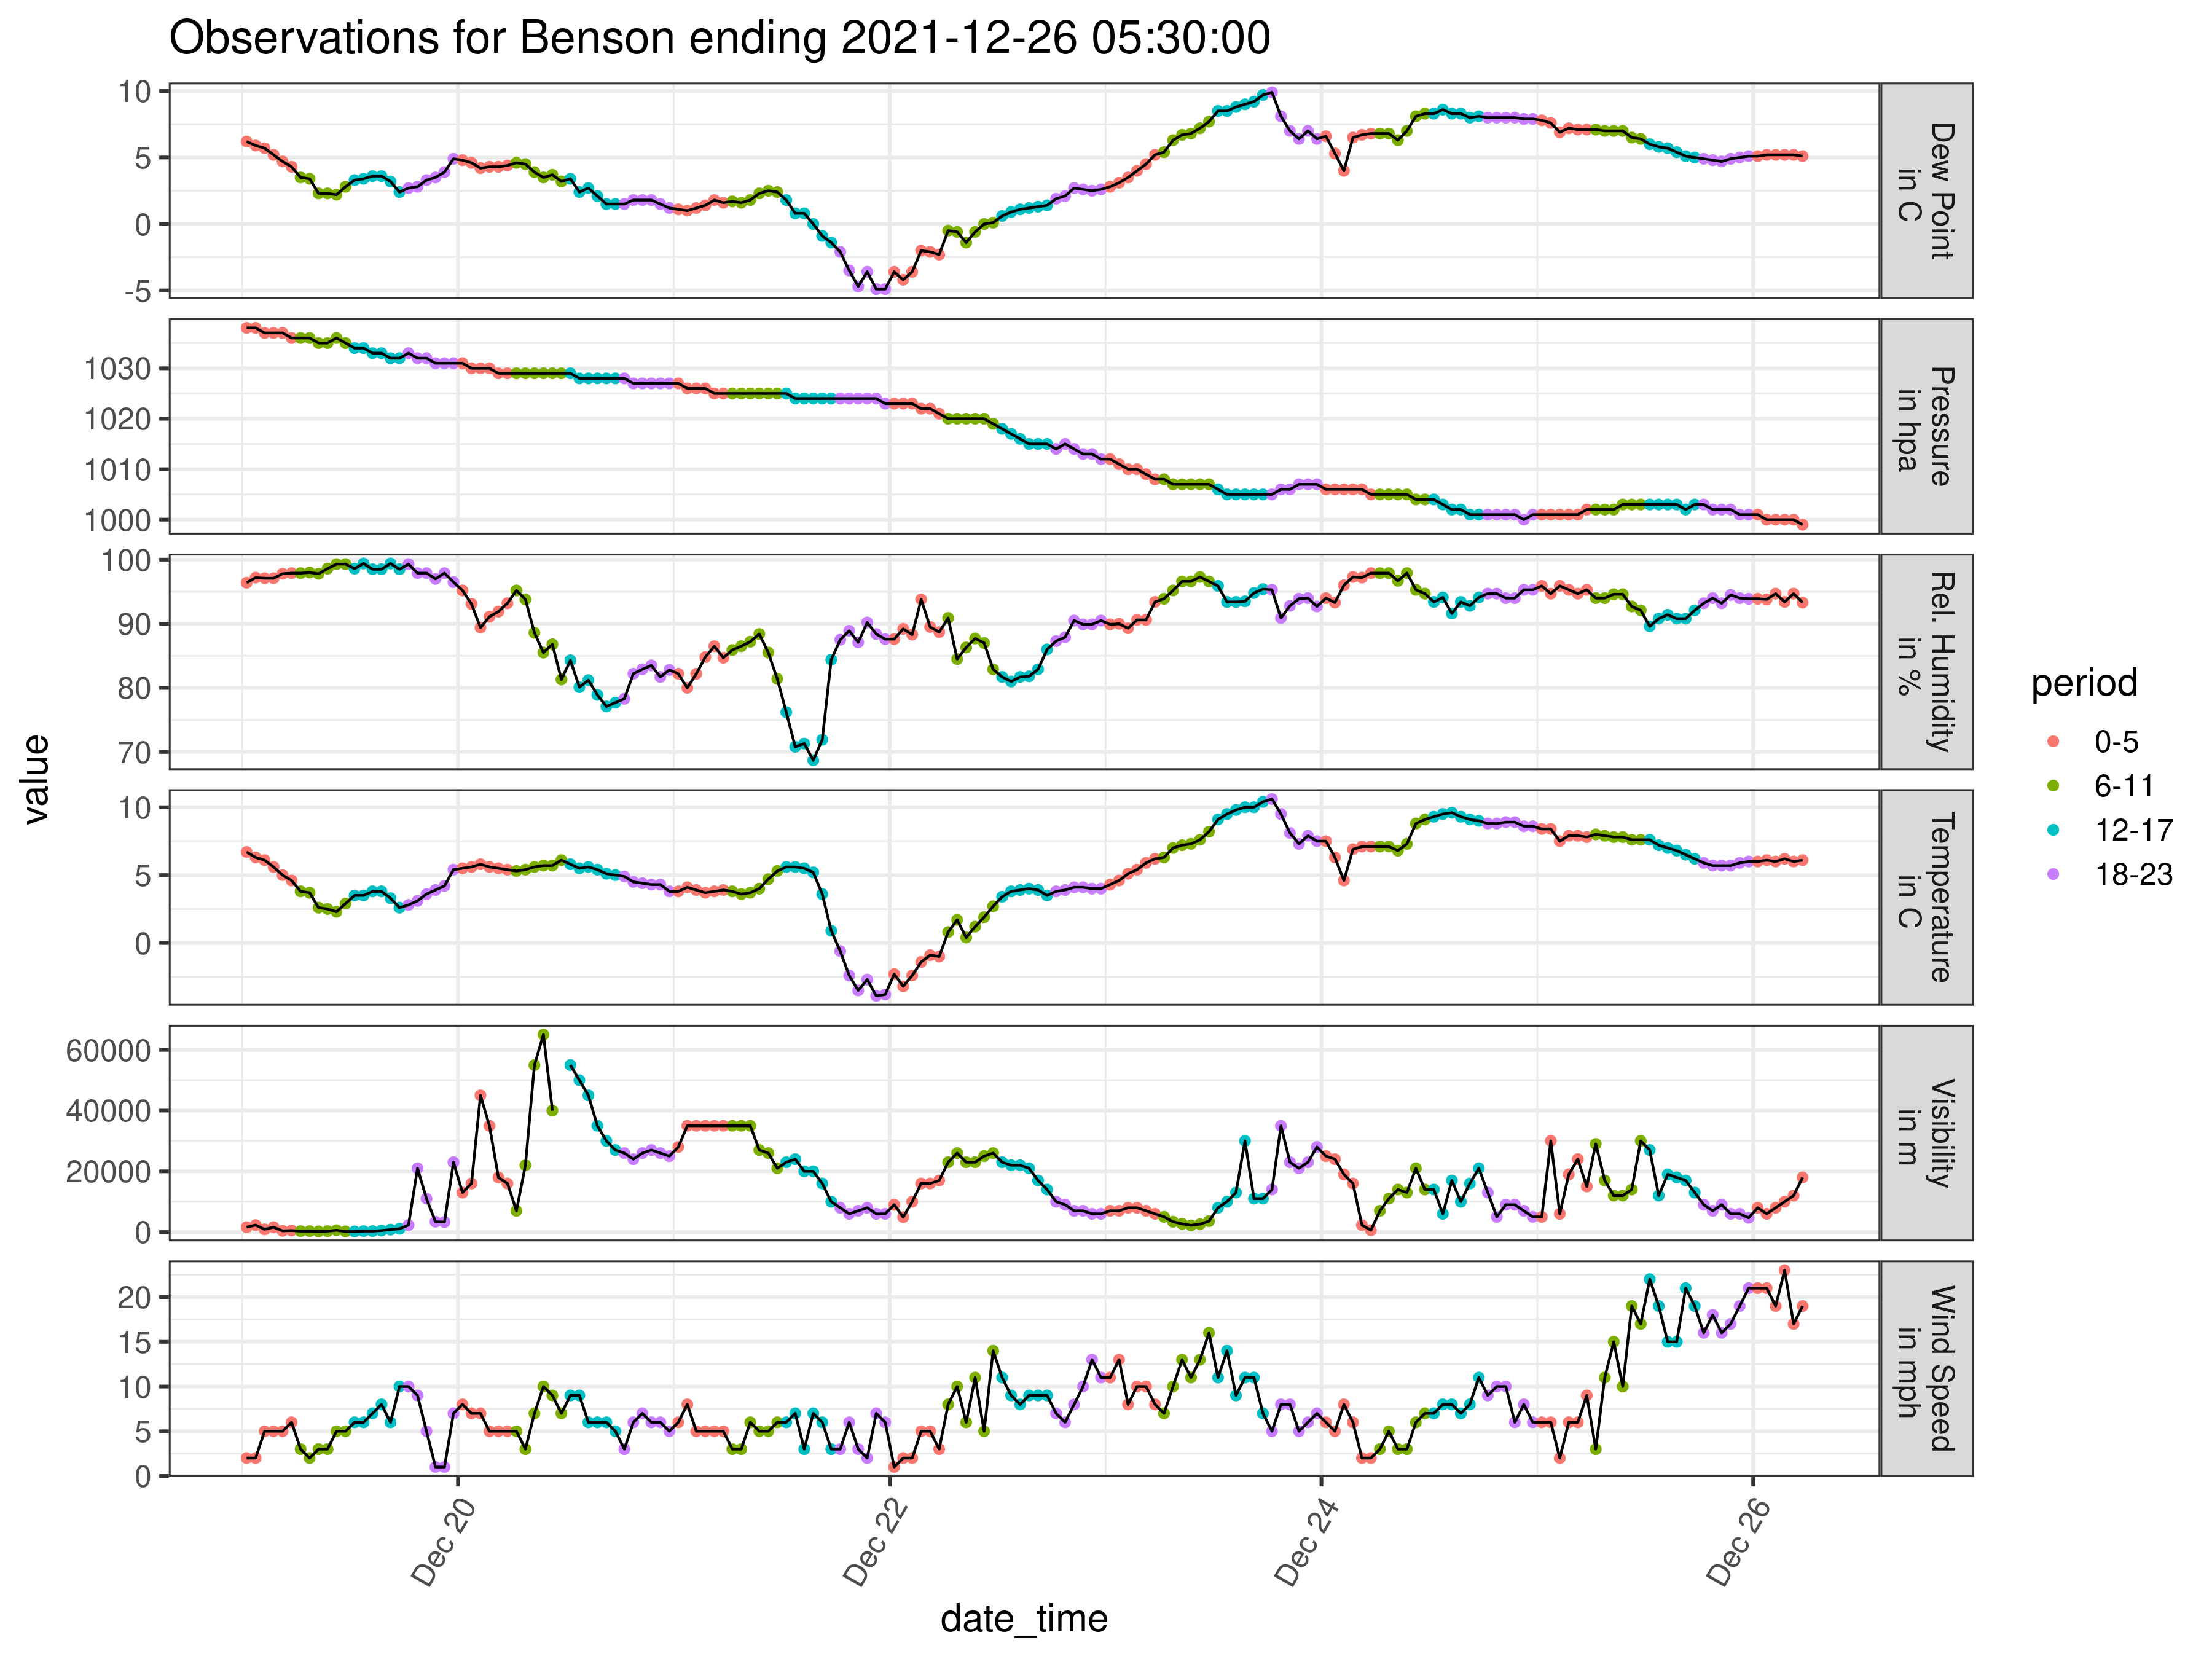 Observations for Benson ending 2021-12-26 05:30:00
value
10
5
0
-5
Dew Point
in C
1030
1020
1010
1000
Pressure
in hpa
100
90
80
70
Rel. Humidity
in %
10
5
0
Temperature
in C
60000
40000
20000
0
Visibility
in m
20
15
10
5
0
Wind Speed
in mph
Dec 20
Dec 22
Dec 24
Dec 26
date_time
period
0-5
6-11
12-17
18-23